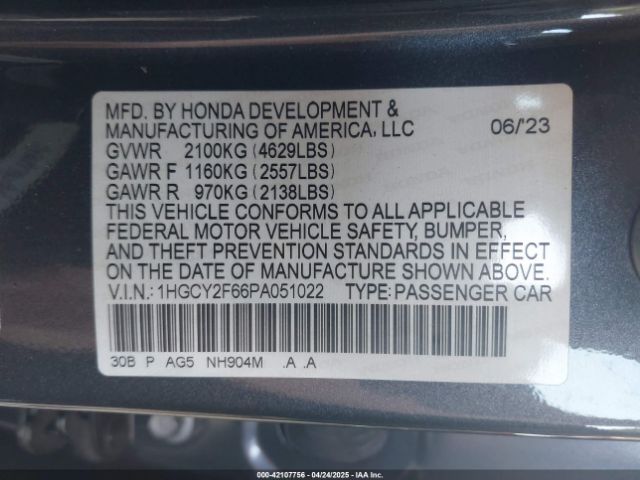 MFD. BY HONDA DEVELOPMENT &
MANUFACTURING OF AMERICA, LLC 06/'23
GVWR 2100KG (4629LBS)
GAWR F 1160KG (2557LBS)
GAWR R 970KG (2138LBS)
THIS VEHICLE CONFORMS TO ALL APPLICABLE
FEDERAL MOTOR VEHICLE SAFETY, BUMPER,
AND THEFT PREVENTION STANDARDS IN EFFECT
ON THE DATE OF MANUFACTURE SHOWN ABOVE.
V.I.N.: 1HGCY2F66PA051022 TYPE: PASSENGER CAR
30B P AG5 NH904M .A .A
000-42107756 - 04/24/2025 - IAAI.COM